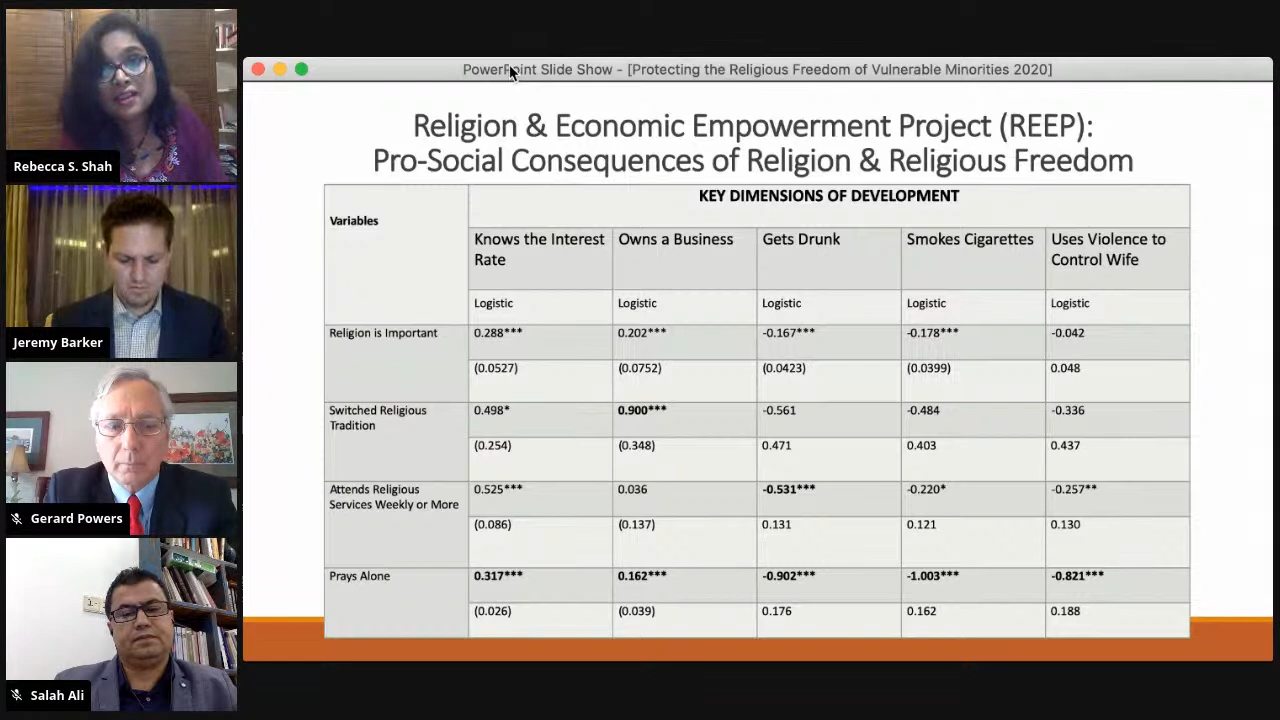 Rebecca S. Shah
Jeremy Barker
Gerard Powers
Salah Ali
PowerPoint Slide Show - [Protecting the Religious Freedom of Vulnerable Minorities 2020]
Religion & Economic Empowerment Project (REEP):
Pro-Social Consequences of Religion & Religious Freedom
Variables
KEY DIMENSIONS OF DEVELOPMENT
Knows the Interest
Rate
Owns a Business
Gets Drunk
Smokes Cigarettes
Uses Violence to
Control Wife
Logistic
Logistic
Logistic
Logistic
Logistic
Religion is Important
0.288***
0.202***
-0.167***
-0.178***
-0.042
(0.0527)
(0.0752)
(0.0423)
(0.0399)
0.048
Switched Religious
Tradition
0.498*
0.900***
-0.561
-0.484
-0.336
(0.254)
(0.348)
0.471
0.403
0.437
Attends Religious
Services Weekly or More
0.525***
0.036
-0.531***
-0.220*
-0.257**
(0.086)
(0.137)
0.131
0.121
0.130
Prays Alone
0.317***
0.162***
-0.902***
-1.003***
-0.821***
(0.026)
(0.039)
0.176
0.162
0.188